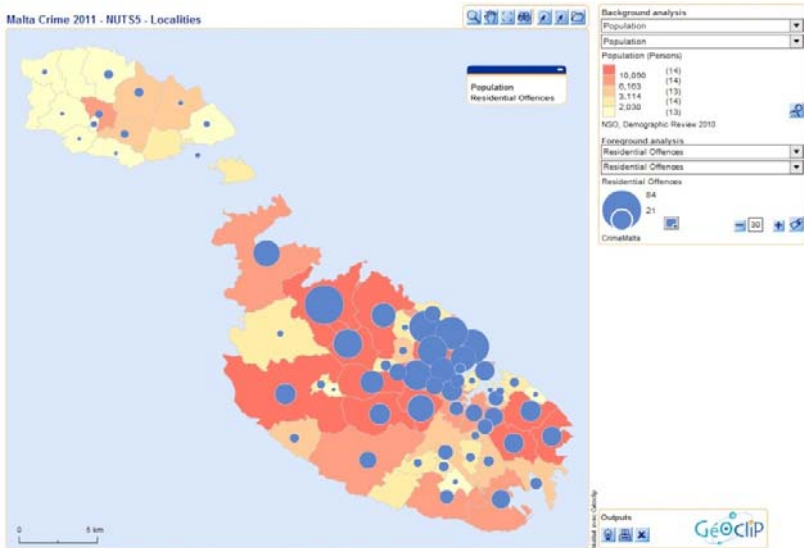 Malta Crime 2011 - NUTS5 - Localities
Population
Residential Offences
0 5 km
Background analysis
Population
Population
Population (Persons)
10,090 (14)
6,163 (14)
3,114 (13)
2,030 (14)
(13)
NSO, Demographic Review 2010
Foreground analysis
Residential Offences
Residential Offences
Residential Offences
84
21
30
CrimeMalta
Outputs
GéoClip